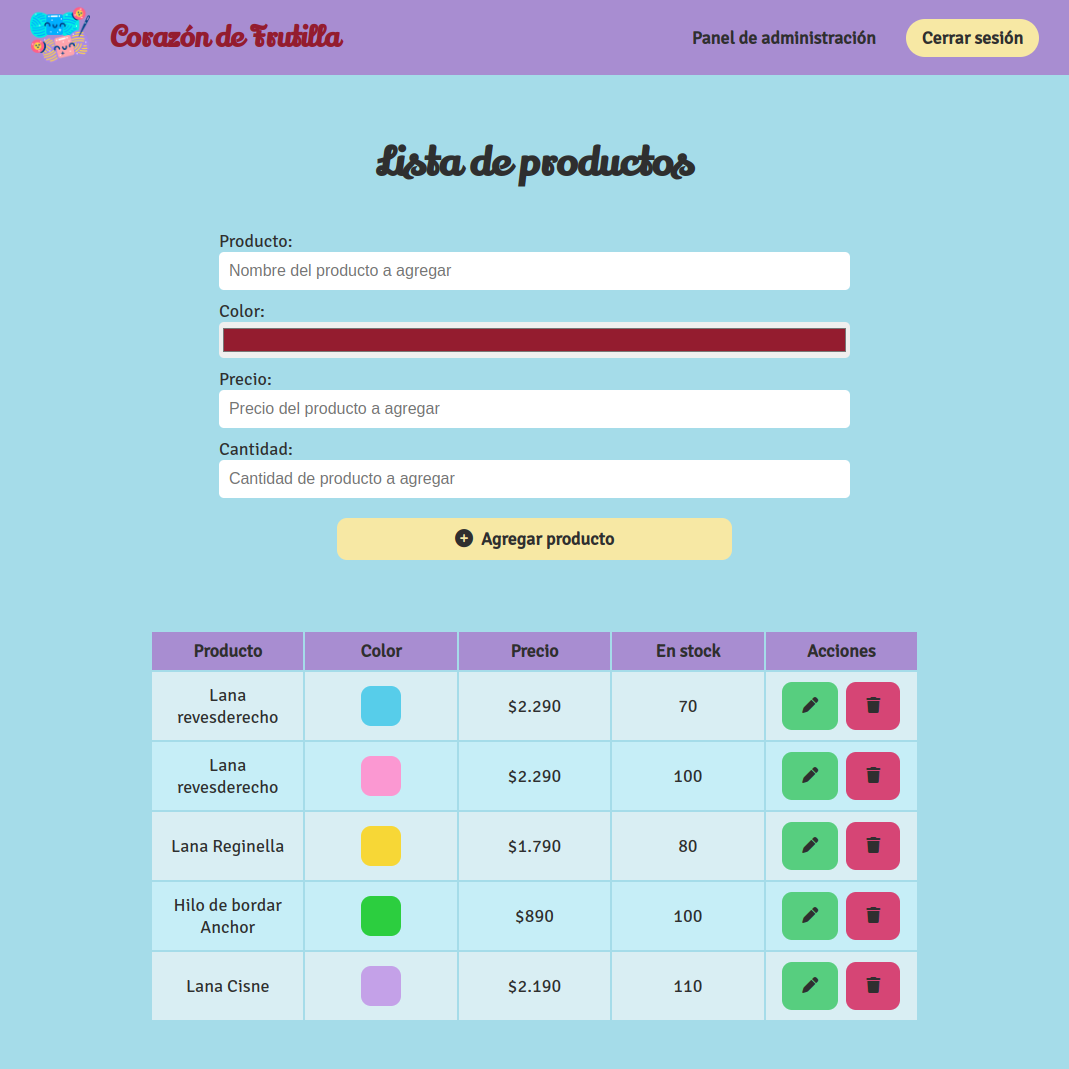 Corazón de Frutilla
Panel de administración
Cerrar sesión
Lista de productos
Producto:
Nombre del producto a agregar
Color:
Precio:
Precio del producto a agregar
Cantidad:
Cantidad de producto a agregar
Agregar producto
Producto Color Precio En stock Acciones
Lana
revesderecho
$2.290 70
Lana
revesderecho
$2.290 100
Lana Reginella $1.790 80
Hilo de bordar
Anchor
$890 100
Lana Cisne $2.190 110